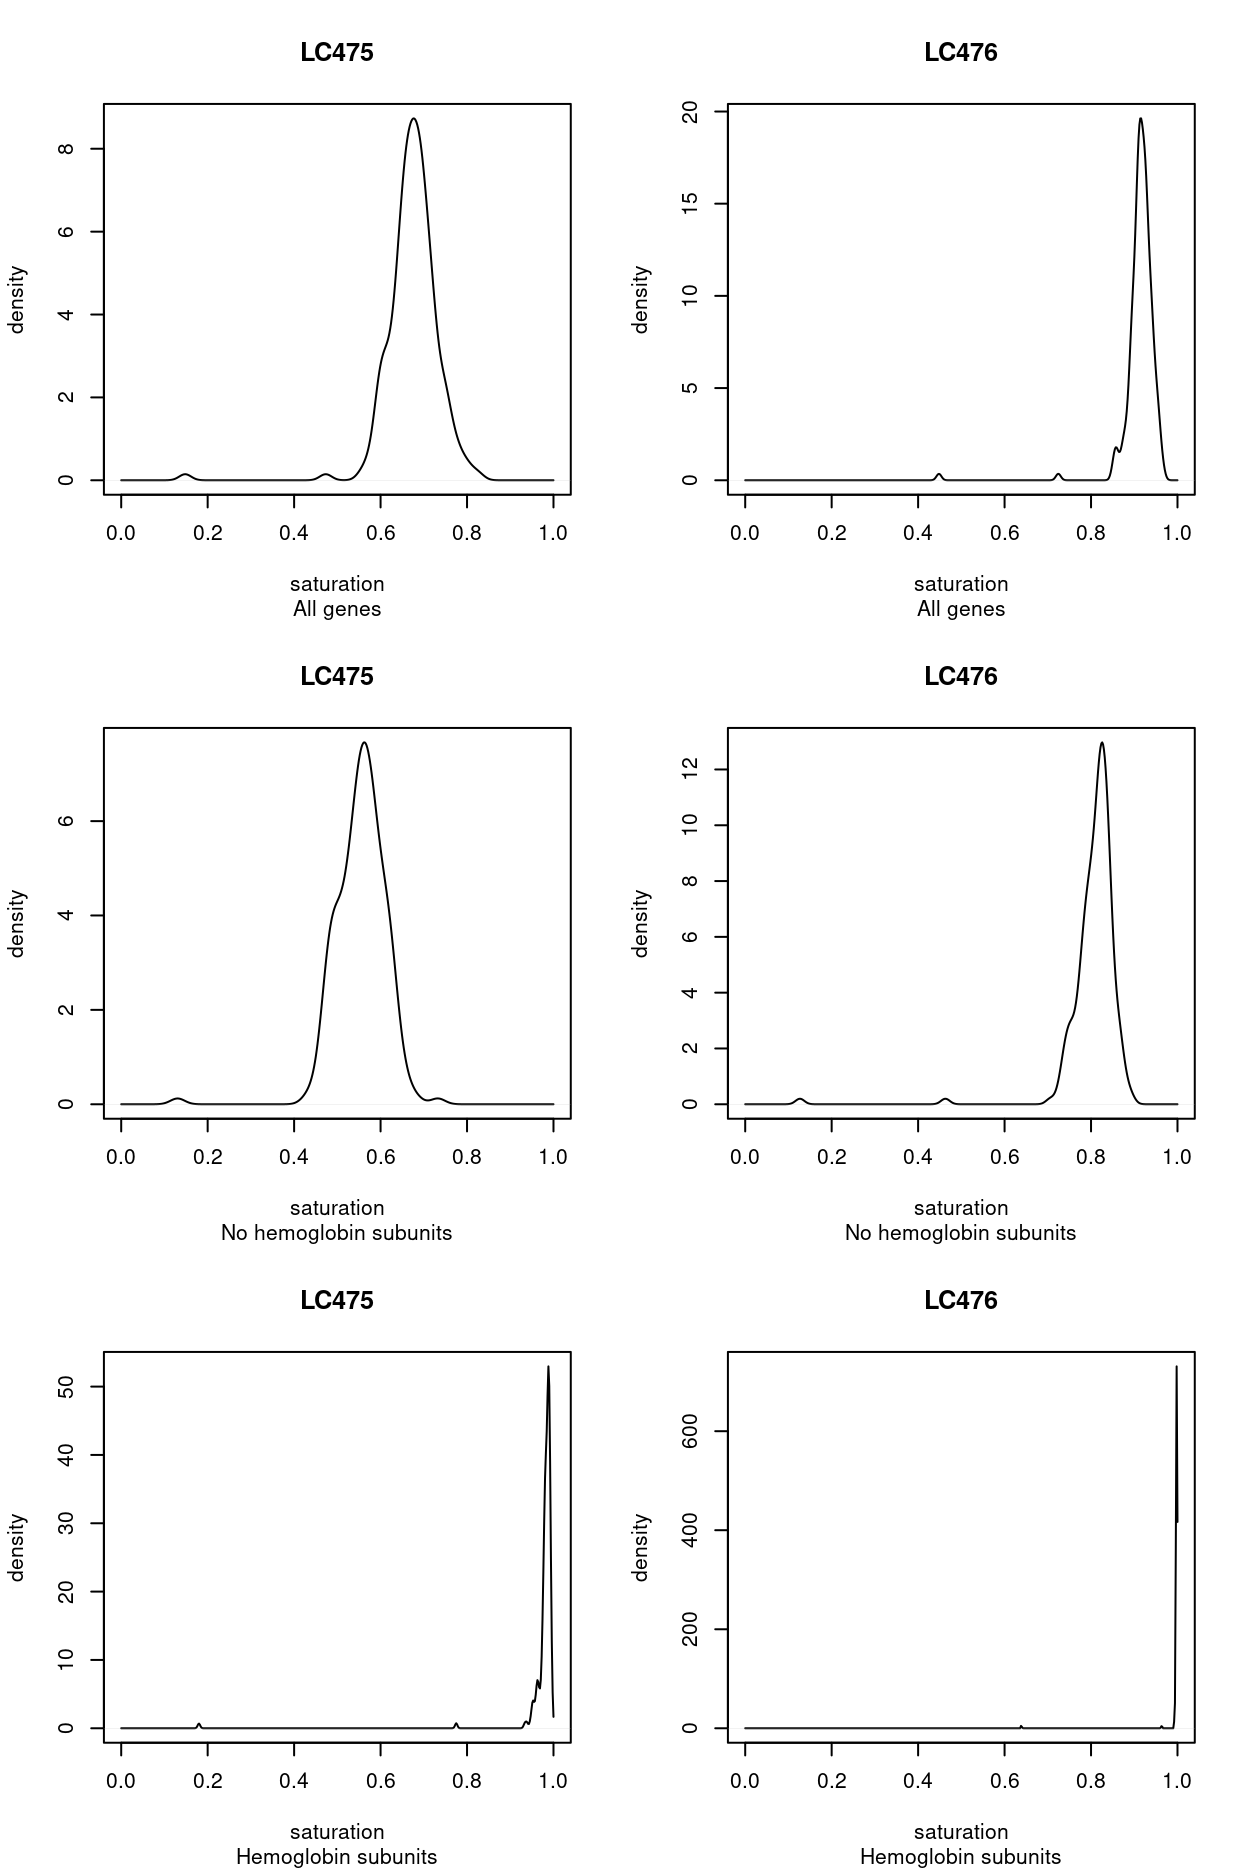 LC475
LC476
density
0 2 4 6 8
0.0 0.2 0.4 0.6 0.8 1.0
saturation
All genes
density
0 5 10 15 20
0.0 0.2 0.4 0.6 0.8 1.0
saturation
All genes
LC475
LC476
density
0 2 4 6
0.0 0.2 0.4 0.6 0.8 1.0
saturation
No hemoglobin subunits
density
0 2 4 6 8 10 12
0.0 0.2 0.4 0.6 0.8 1.0
saturation
No hemoglobin subunits
LC475
LC476
density
0 10 20 30 40 50
0.0 0.2 0.4 0.6 0.8 1.0
saturation
Hemoglobin subunits
density
0 200 400 600
0.0 0.2 0.4 0.6 0.8 1.0
saturation
Hemoglobin subunits